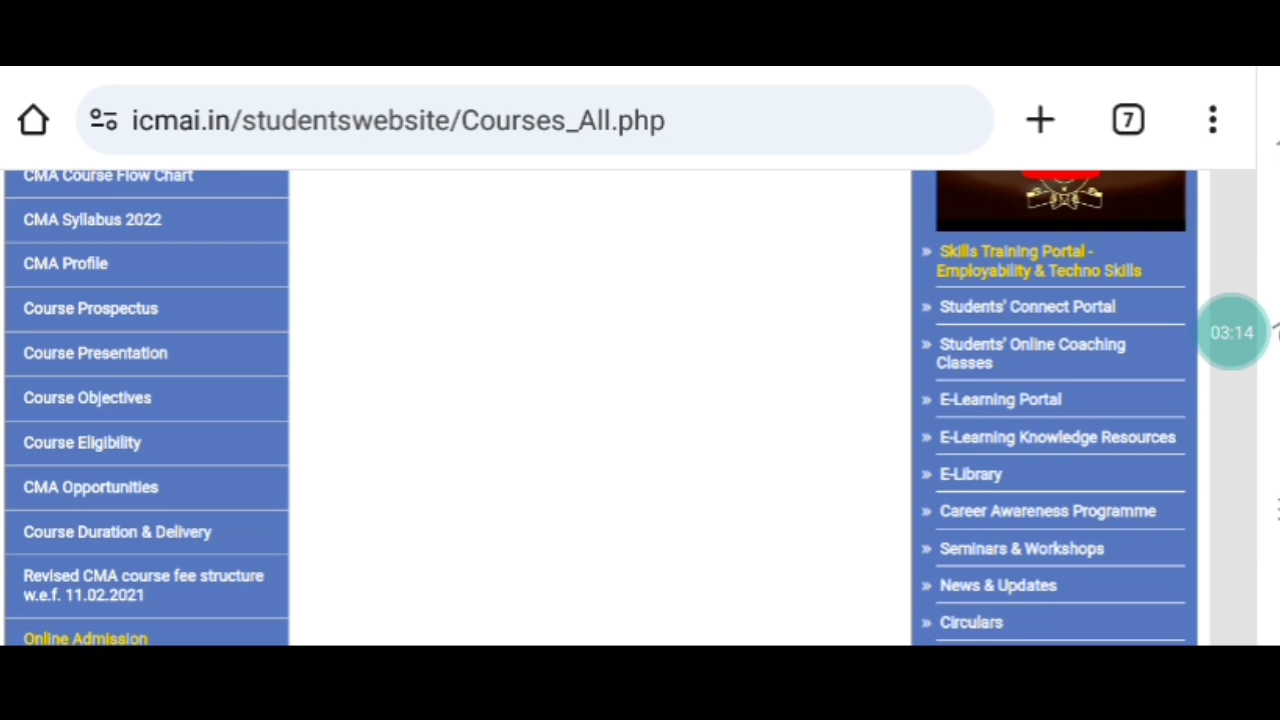 icmai.in/studentswebsite/Courses_All.php
7
CMA Course Flow Chart
CMA Syllabus 2022
CMA Profile
Course Prospectus
Course Presentation
Course Objectives
Course Eligibility
CMA Opportunities
Course Duration & Delivery
Revised CMA course fee structure
w.e.f. 11.02.2021
Online Admission
» Skills Training Portal -
Employability & Techno Skills
» Students' Connect Portal
» Students' Online Coaching
Classes
» E-Learning Portal
» E-Learning Knowledge Resources
» E-Library
» Career Awareness Programme
» Seminars & Workshops
» News & Updates
» Circulars
03:14